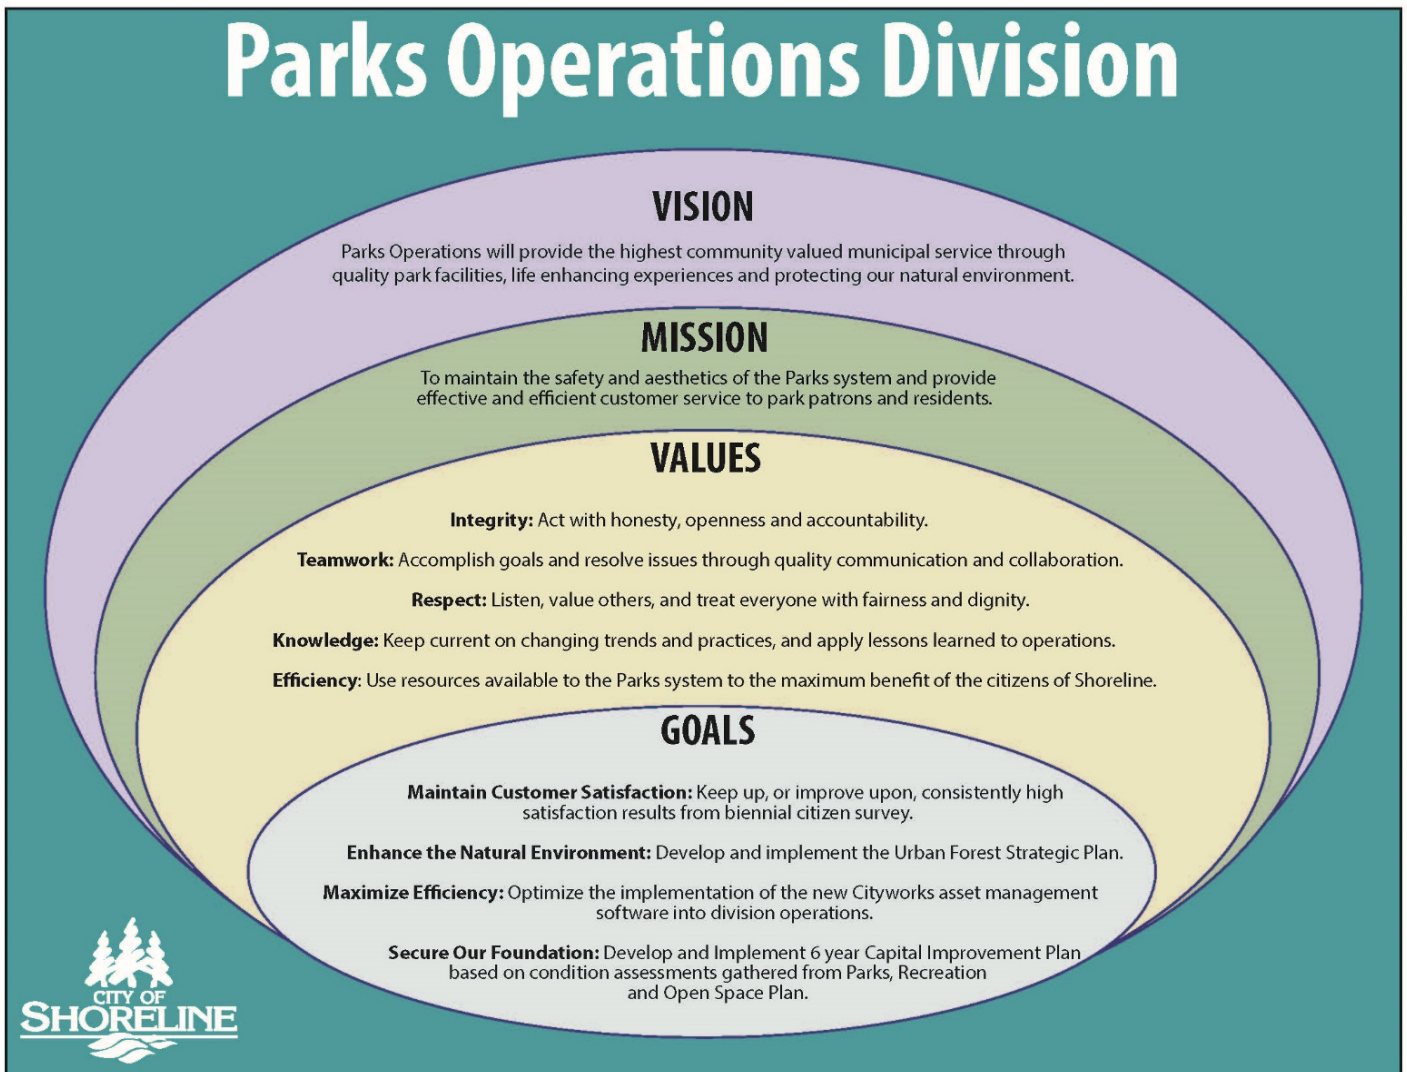 Parks Operations Division
VISION
Parks Operations will provide the highest community valued municipal service through
quality park facilities, life enhancing experiences and protecting our natural environment.
MISSION
To maintain the safety and aesthetics of the Parks system and provide
effective and efficient customer service to park patrons and residents.
VALUES
Integrity: Act with honesty, openness and accountability.
Teamwork: Accomplish goals and resolve issues through quality communication and collaboration.
Respect: Listen, value others, and treat everyone with fairness and dignity.
Knowledge: Keep current on changing trends and practices, and apply lessons learned to operations.
Efficiency: Use resources available to the Parks system to the maximum benefit of the citizens of Shoreline.
GOALS
Maintain Customer Satisfaction: Keep up, or improve upon, consistently high
satisfaction results from biennial citizen survey.
Enhance the Natural Environment: Develop and implement the Urban Forest Strategic Plan.
Maximize Efficiency: Optimize the implementation of the new Cityworks asset management
software into division operations.
Secure Our Foundation: Develop and Implement 6 year Capital Improvement Plan
based on condition assessments gathered from Parks, Recreation
and Open Space Plan.
CITY OF
SHORELINE